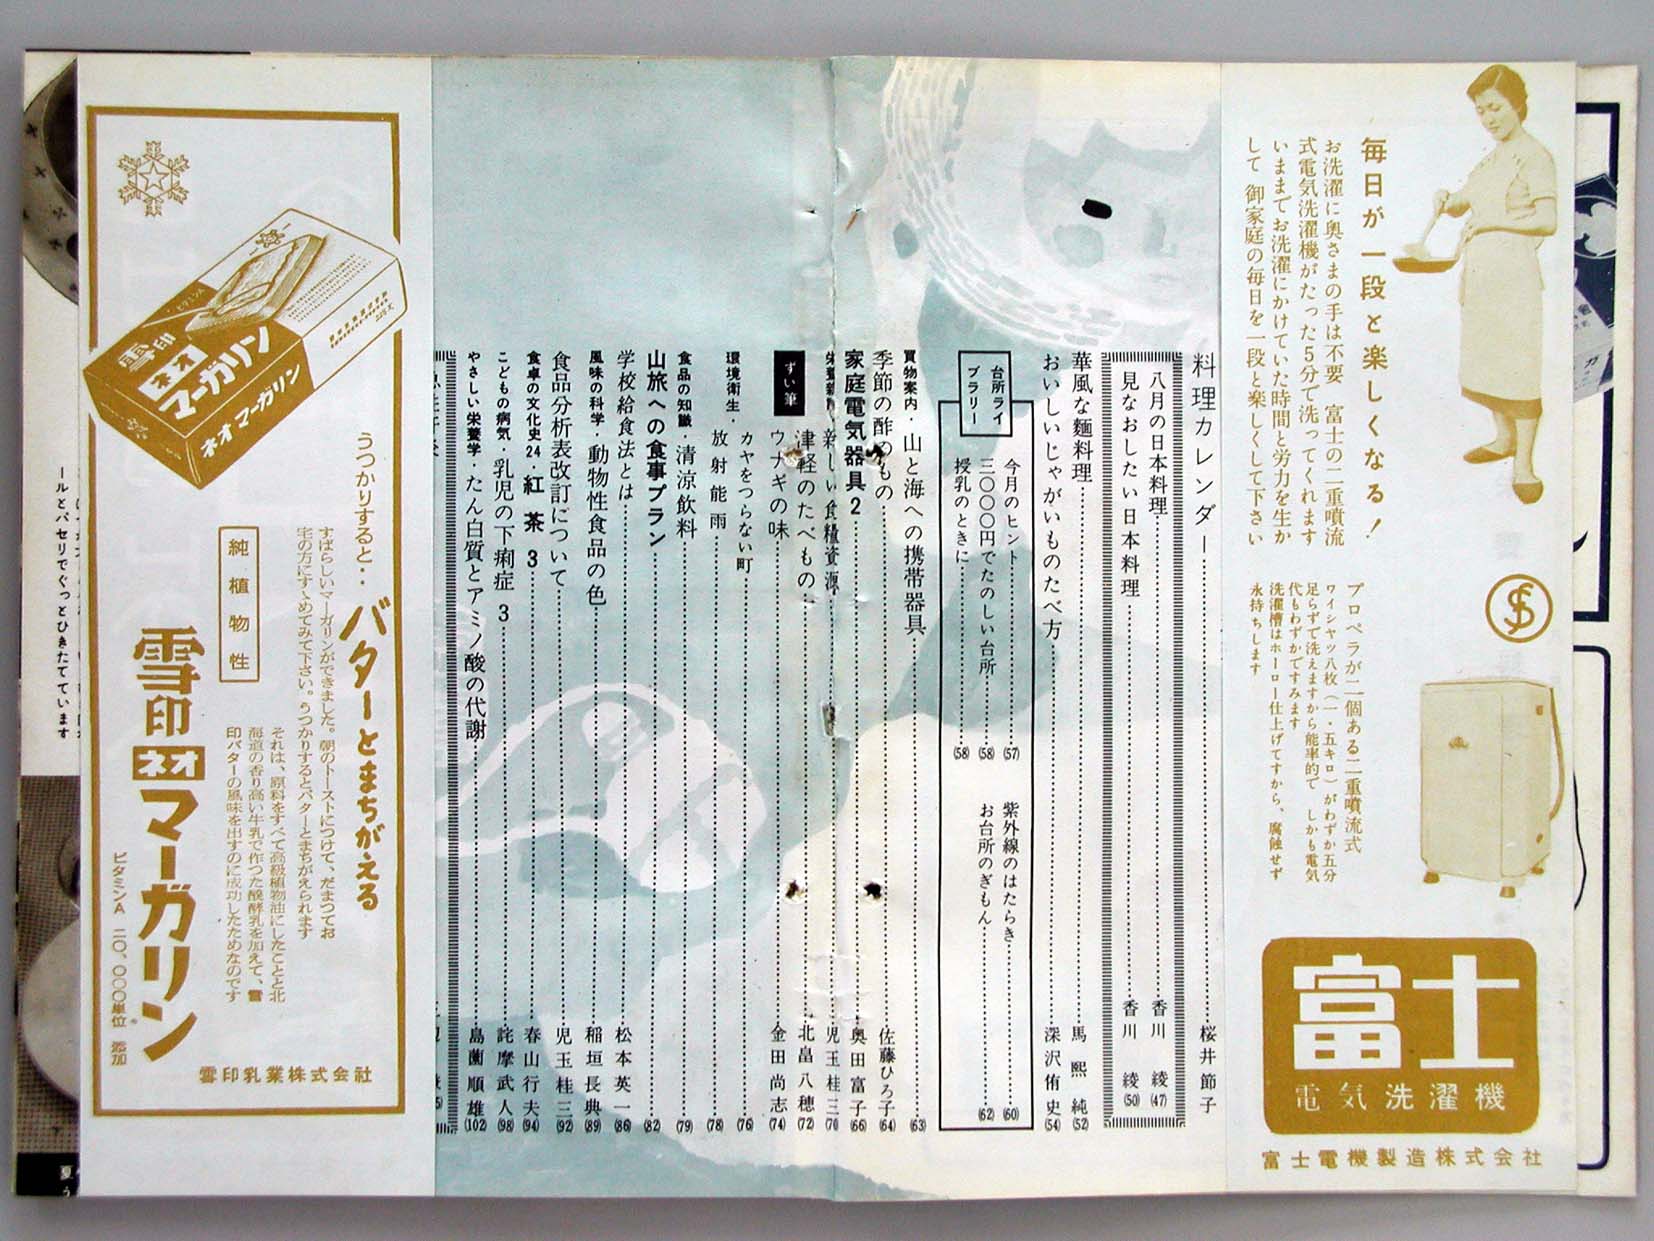 毎日が 一段と楽しくなる!
お洗濯に奥さまの手は不要 富士の二重噴流
式電気洗濯機がたった5分で洗ってくれます
いままでお洗濯にかけていた時間と労力を生か
して 御家庭の毎日を一段と楽しくして下さい
プロペラが二個ある二重噴流式
ワイシャツ八枚(一・五キロ)がわずか五分
足らずで洗えますから能率的で しかも電気
代もわずかですみます
洗濯槽はホーロー仕上げですから、腐蝕せず
永持ちします
富士
電気洗濯機
富士電機製造株式会社
料理カレンダー 桜井節子
八月の日本料理 香川 綾 (47)
見なおしたい日本料理 香川 綾 (50)
華風な麺料理 馬 熙 純 (52)
おいしいじゃがいものたべ方 深沢侑史 (54)
台所ライブラリー
今月のヒント (57)
三〇〇〇円でたのしい台所 (58)
授乳のときに (58)
紫外線のはたらき (60)
お台所のぎもん (62)
買物案内・山と海への携帯器具 (63)
季節の酢のもの 佐藤ひろ子 (64)
家庭電気器具2 奥田富子 (66)
新しい食糧資源 児玉桂三 (70)
ずい筆
津軽のたべもの 北畠八穂 (72)
ウナギの味 金田尚志 (74)
カヤをつらない町 (76)
環境衛生・放射能雨 (78)
食品の知識・清涼飲料 (79)
山旅への食事プラン (82)
学校給食法とは 松本英一 (86)
風味の科学・動物性食品の色 稲垣長典 (89)
食品分析表改訂について 児玉桂三 (92)
食卓の文化史24・紅茶3 春山行夫 (94)
こどもの病気・乳児の下痢症3 詫摩武人 (98)
やさしい栄養学・たん白質とアミノ酸の代謝 島薗順雄 (102)
雪印
ネオ
マーガリン
ネオマーガリン
ビタミンA
225g
うつかりすると‥
バターとまちがえる
すばらしいマーガリンができました。朝のトーストにつけて、だまつてお
宅の方にすゝめてみて下さい。うつかりするとバターとまちがえられます
それは、原料をすべて高級植物油にしたことと北
海道の香り高い牛乳で作つた醗酵乳を加えて、雪
印バターの風味を出すのに成功したためなのです
純植物性
雪印ネオマーガリン
ビタミンA 二〇、〇〇〇単位 添加
雪印乳業株式会社
ールとパセリでぐっとひきたてています
夏